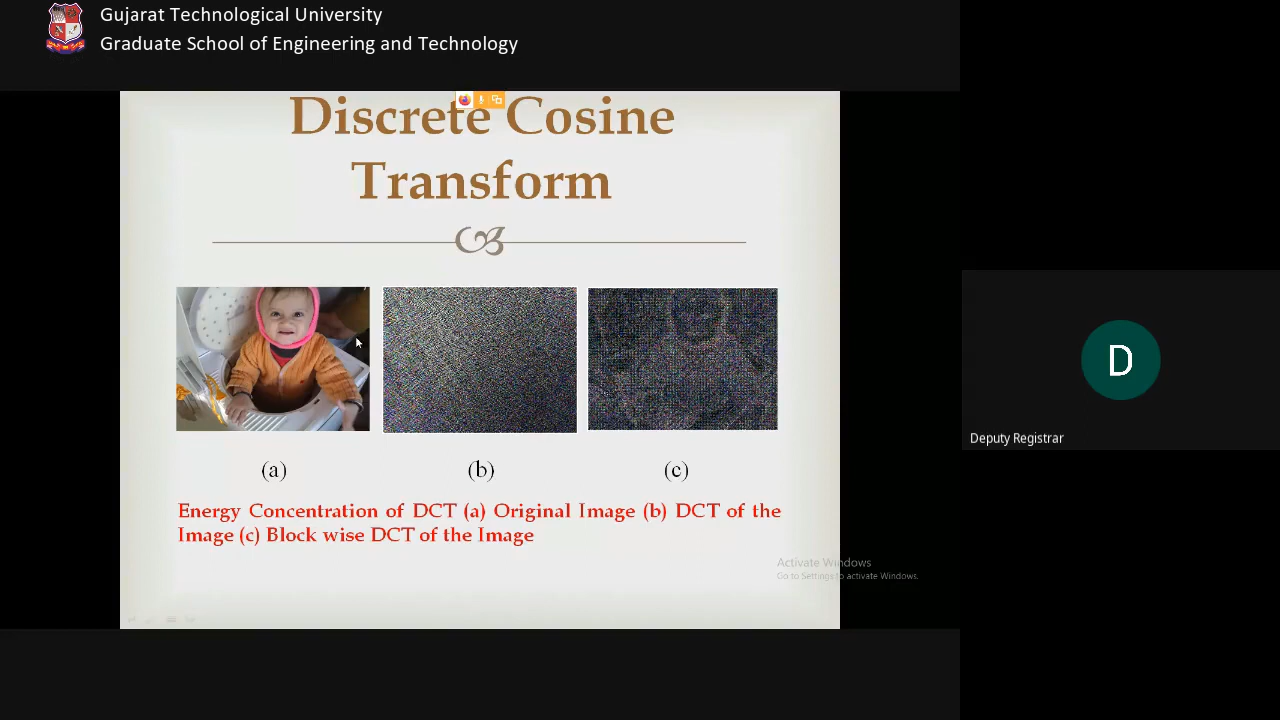 Gujarat Technological University
Graduate School of Engineering and Technology
Discrete Cosine
Transform
(a) (b) (c)
Energy Concentration of DCT (a) Original Image (b) DCT of the
Image (c) Block wise DCT of the Image
Activate Windows
Go to Settings to activate Windows.
D
Deputy Registrar